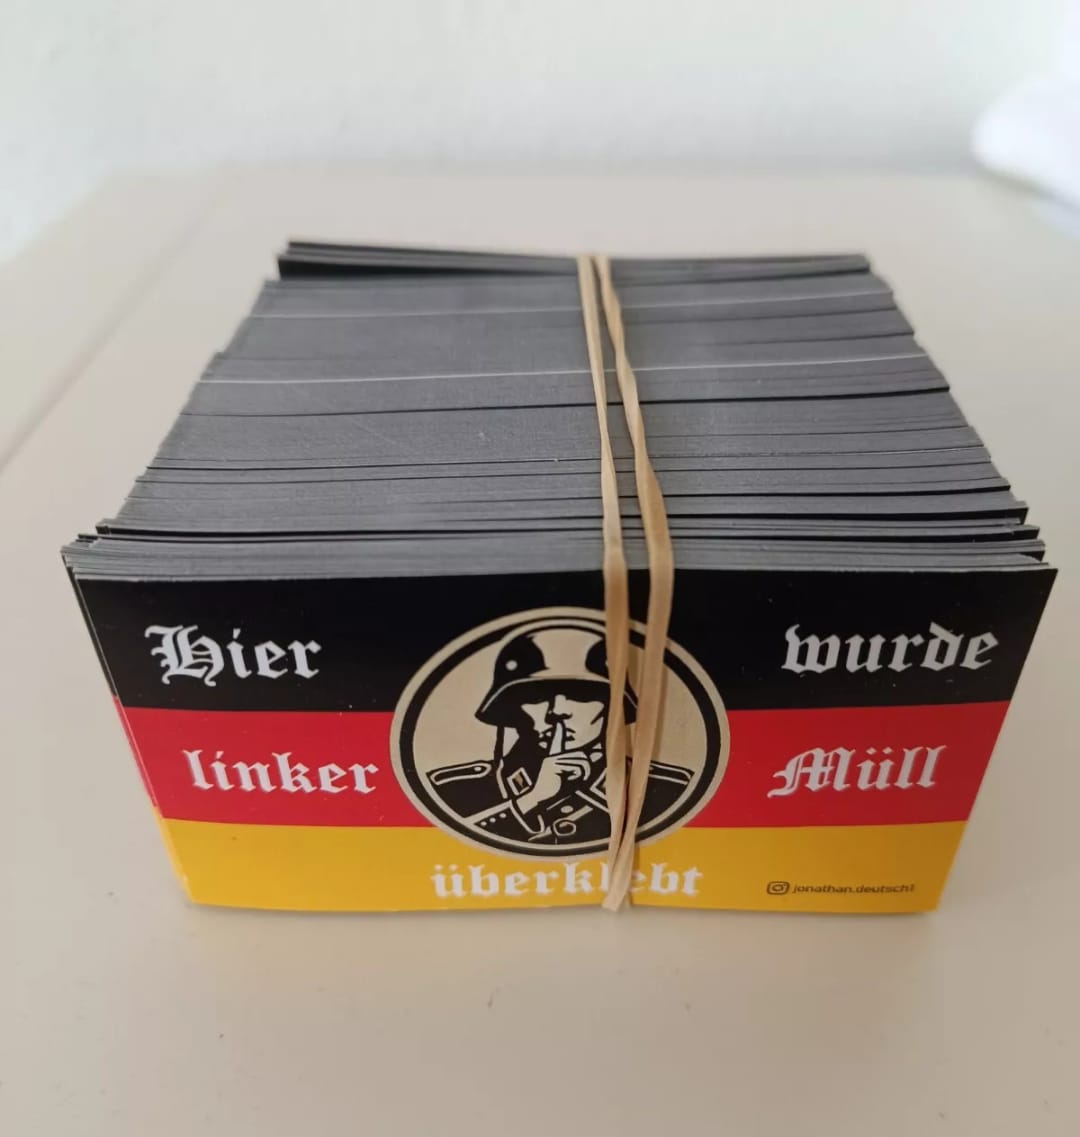 Hier wurde
linker Müll
überklebt
jonathan.deutsch1